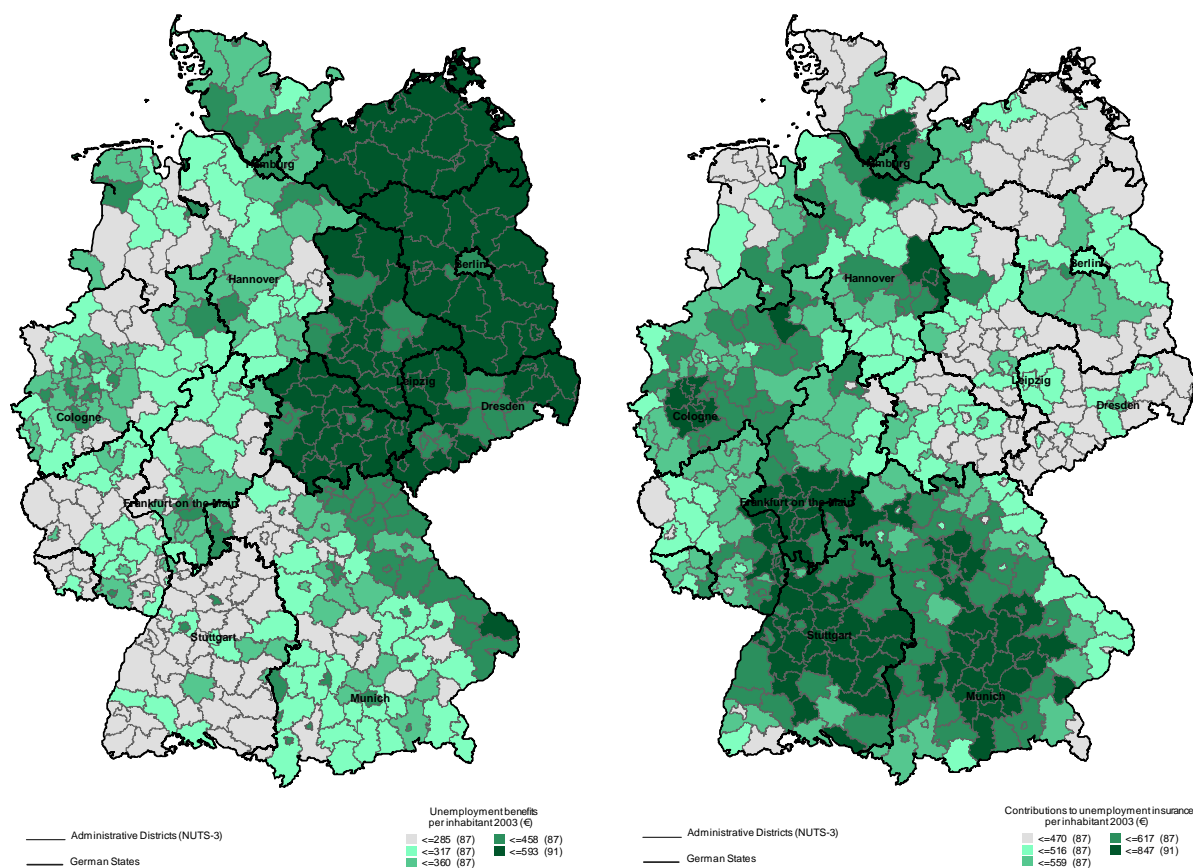 Hamburg
Hannover
Berlin
Leipzig
Dresden
Cologne
Frankfurt on the Main
Stuttgart
Munich
Administrative Districts (NUTS-3)
German States
Unemployment benefits
per inhabitant 2003 (€)
<=285 (87)
<=317 (87)
<=360 (87)
<=458 (87)
<=593 (91)
Hamburg
Hannover
Berlin
Leipzig
Dresden
Cologne
Frankfurt on the Main
Stuttgart
Munich
Administrative Districts (NUTS-3)
German States
Contributions to unemployment insurance
per inhabitant 2003 (€)
<=470 (87)
<=516 (87)
<=559 (87)
<=617 (87)
<=847 (91)